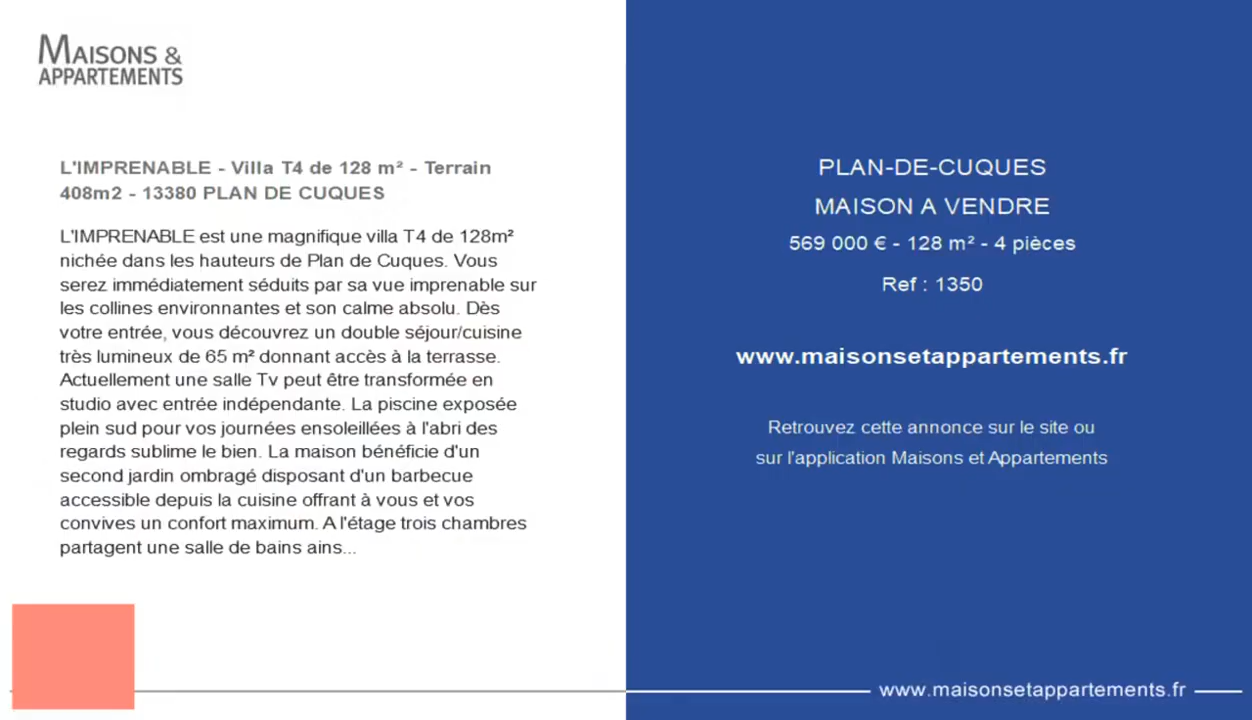 MAISONS &
APPARTEMENTS
L'IMPRENABLE - Villa T4 de 128 m² - Terrain
408m2 - 13380 PLAN DE CUQUES
L'IMPRENABLE est une magnifique villa T4 de 128m²
nichée dans les hauteurs de Plan de Cuques. Vous
serez immédiatement séduits par sa vue imprenable sur
les collines environnantes et son calme absolu. Dès
votre entrée, vous découvrez un double séjour/cuisine
très lumineux de 65 m² donnant accès à la terrasse.
Actuellement une salle Tv peut être transformée en
studio avec entrée indépendante. La piscine exposée
plein sud pour vos journées ensoleillées à l'abri des
regards sublime le bien. La maison bénéficie d'un
second jardin ombragé disposant d'un barbecue
accessible depuis la cuisine offrant à vous et vos
convives un confort maximum. A l'étage trois chambres
partagent une salle de bains ains...
PLAN-DE-CUQUES
MAISON A VENDRE
569 000 € - 128 m² - 4 pièces
Ref : 1350
www.maisonsetappartements.fr
Retrouvez cette annonce sur le site ou
sur l'application Maisons et Appartements
www.maisonsetappartements.fr